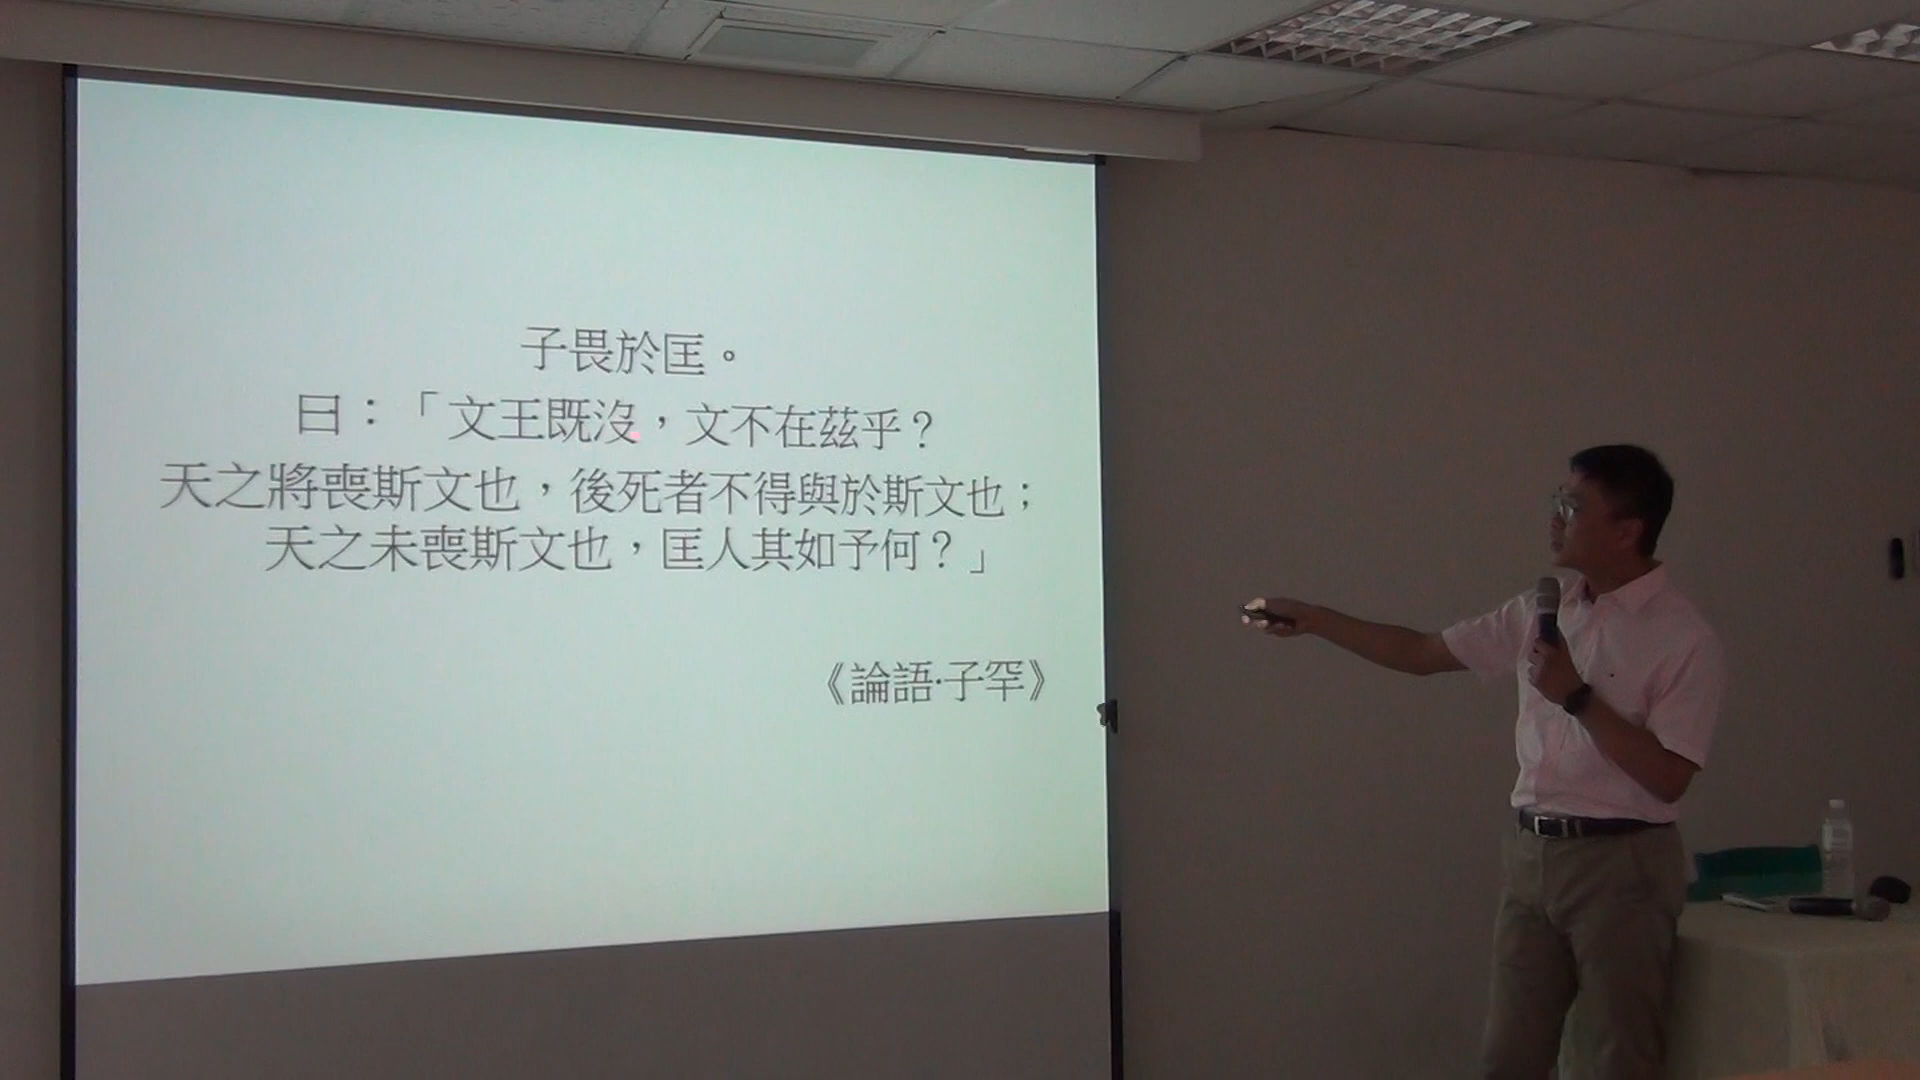 子畏於匡。
曰：「文王既沒，文不在茲乎？
天之將喪斯文也，後死者不得與於斯文也；
天之未喪斯文也，匡人其如予何？」
《論語·子罕》